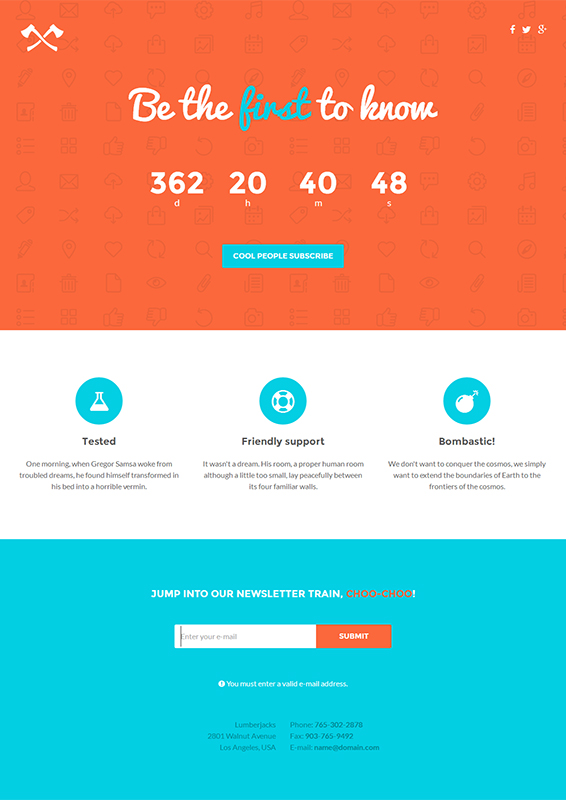 Be the first to know
362 20 40 48
d h m s
COOL PEOPLE SUBSCRIBE
Tested
One morning, when Gregor Samsa woke from
troubled dreams, he found himself transformed in
his bed into a horrible vermin.
Friendly support
It wasn't a dream. His room, a proper human room
although a little too small, lay peacefully between
its four familiar walls.
Bombastic!
We don't want to conquer the cosmos, we simply
want to extend the boundaries of Earth to the
frontiers of the cosmos.
JUMP INTO OUR NEWSLETTER TRAIN, CHOO-CHOO!
Enter your e-mail
SUBMIT
You must enter a valid e-mail address.
Lumberjacks
2801 Walnut Avenue
Los Angeles, USA
Phone: 765-302-2878
Fax: 903-765-9492
E-mail: name@domain.com